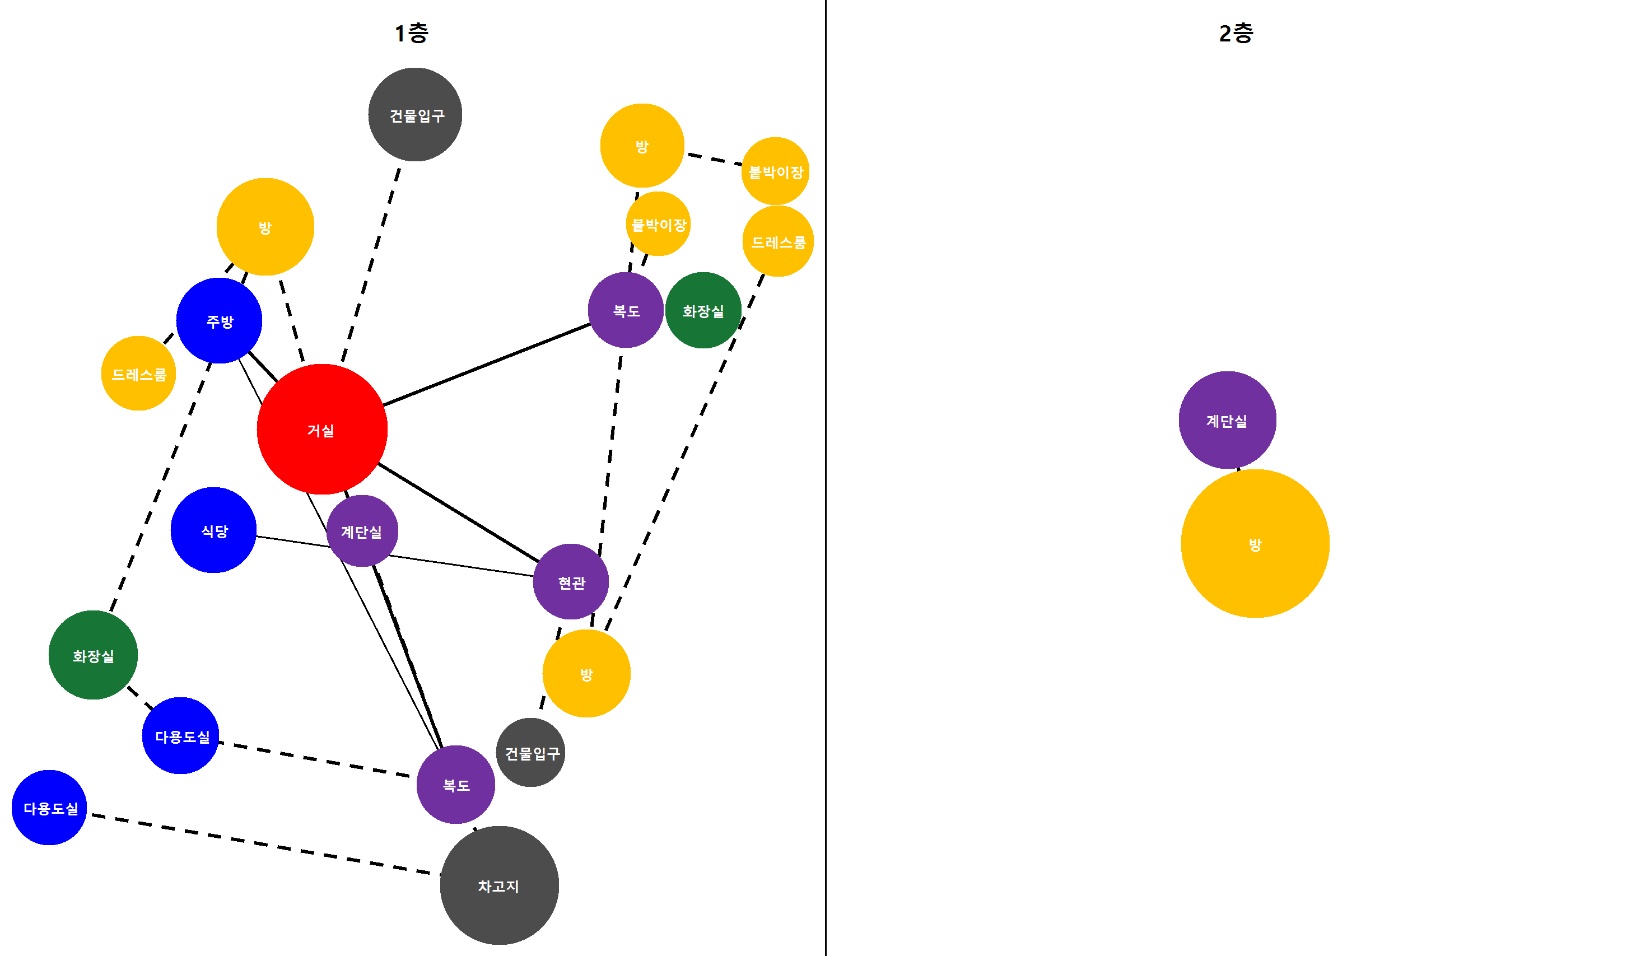 1층
건물입구
방
붙박이장
방
붙박이장
드레스룸
주방
복도
화장실
드레스룸
거실
식당
계단실
현관
화장실
방
다용도실
건물입구
복도
다용도실
차고지
2층
계단실
방